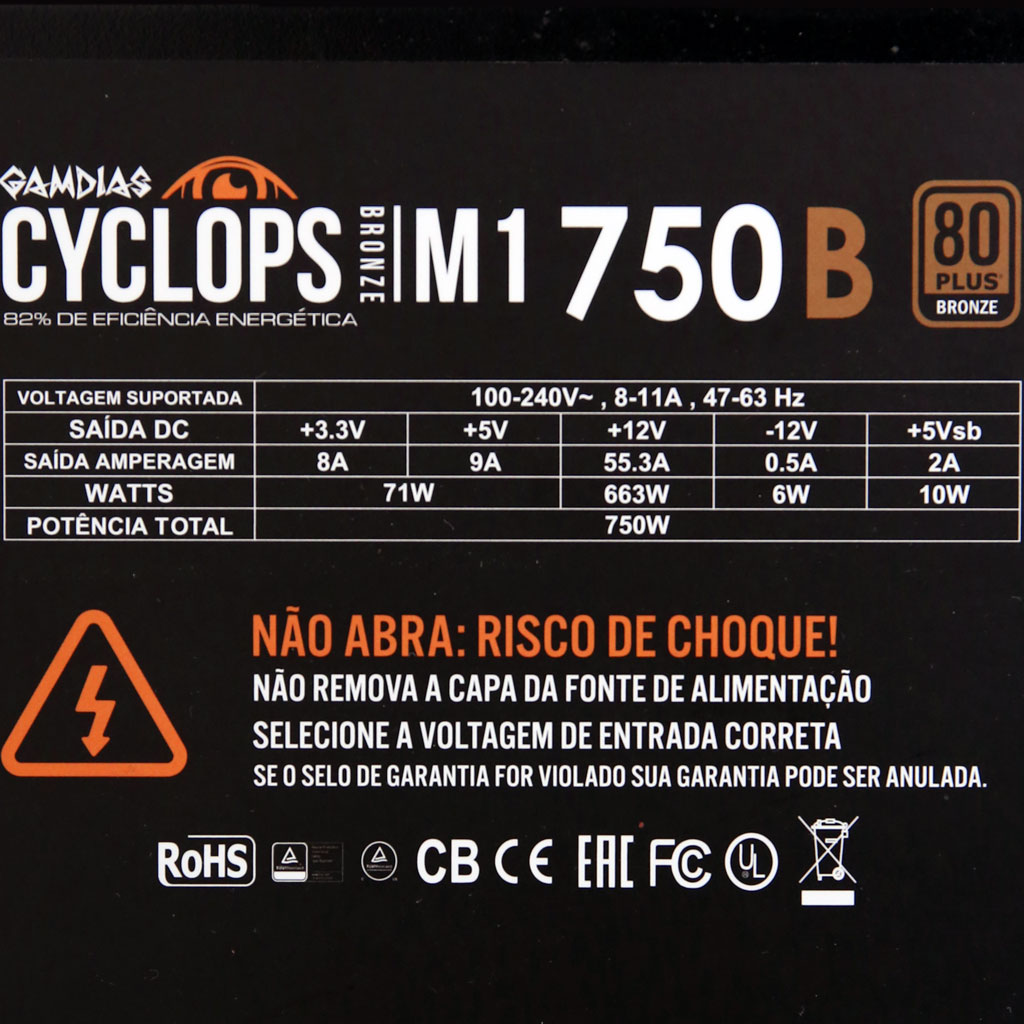 GAMDIAS
CYCLOPS BRONZE M1 750 B
80 PLUS BRONZE
82% DE EFICIÊNCIA ENERGÉTICA
VOLTAGEM SUPORTADA 100-240V~ , 8-11A , 47-63 Hz
SAÍDA DC +3.3V +5V +12V -12V +5Vsb
SAÍDA AMPERAGEM 8A 9A 55.3A 0.5A 2A
WATTS 71W 663W 6W 10W
POTÊNCIA TOTAL 750W
NÃO ABRA: RISCO DE CHOQUE!
NÃO REMOVA A CAPA DA FONTE DE ALIMENTAÇÃO
SELECIONE A VOLTAGEM DE ENTRADA CORRETA
SE O SELO DE GARANTIA FOR VIOLADO SUA GARANTIA PODE SER ANULADA.
RoHS CB CE EAC FC UL